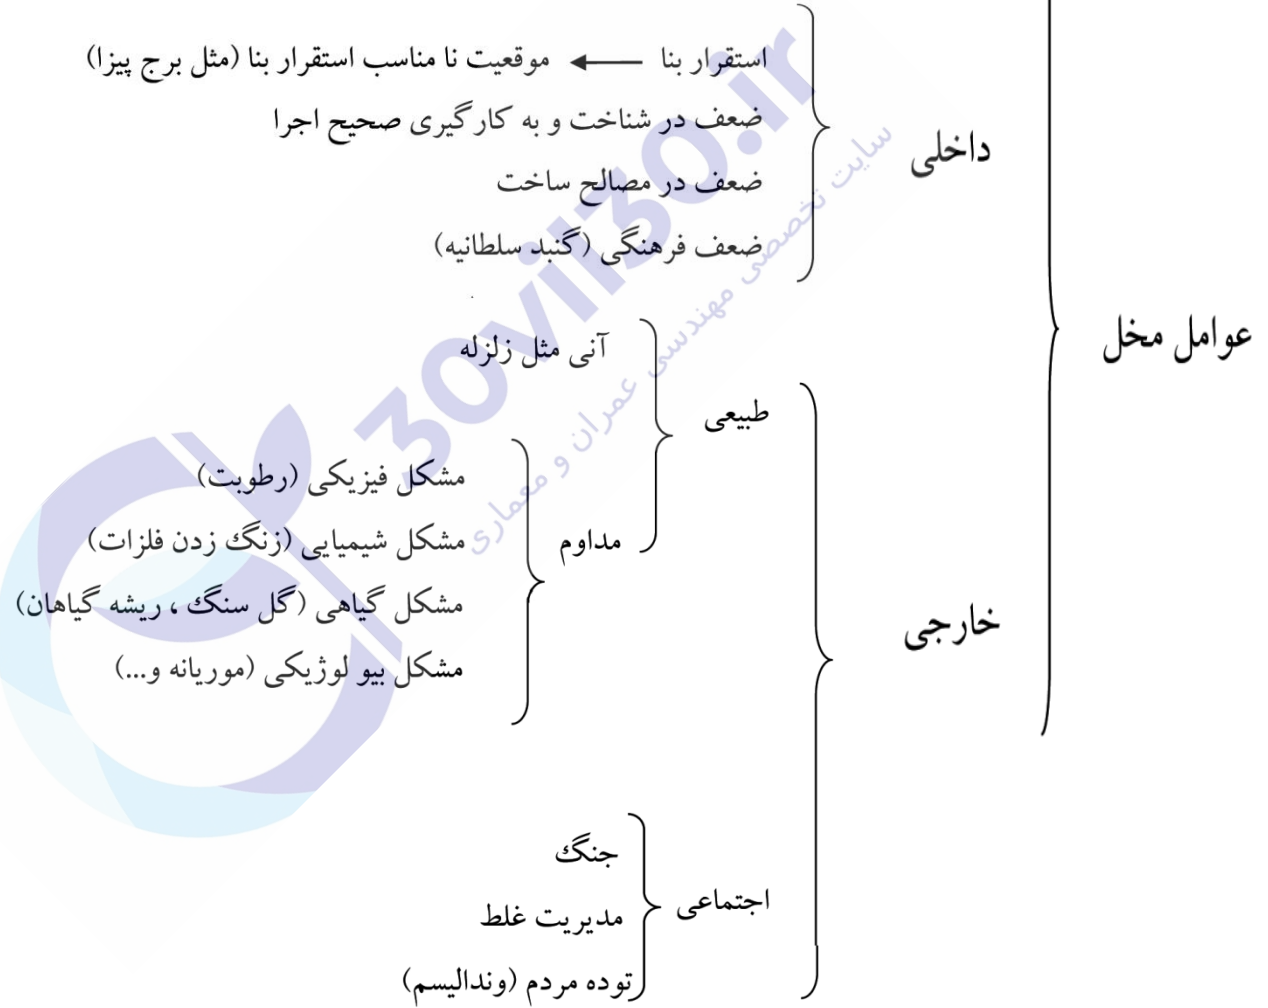 عوامل مخل
داخلی
استقرار بنا ← موقعیت نا مناسب استقرار بنا (مثل برج پیزا)
ضعف در شناخت و به کارگیری صحیح اجرا
ضعف در مصالح ساخت
ضعف فرهنگی (گنبد سلطانیه)
خارجی
طبیعی
آنی مثل زلزله
مداوم
مشکل فیزیکی (رطوبت)
مشکل شیمیایی (زنگ زدن فلزات)
مشکل گیاهی (گل سنگ ، ریشه گیاهان)
مشکل بیو لوژیکی (موریانه و...)
اجتماعی
جنگ
مدیریت غلط
توده مردم (وندالیسم)
30vil30.ir
سایت تخصصی مهندسی عمران و معماری